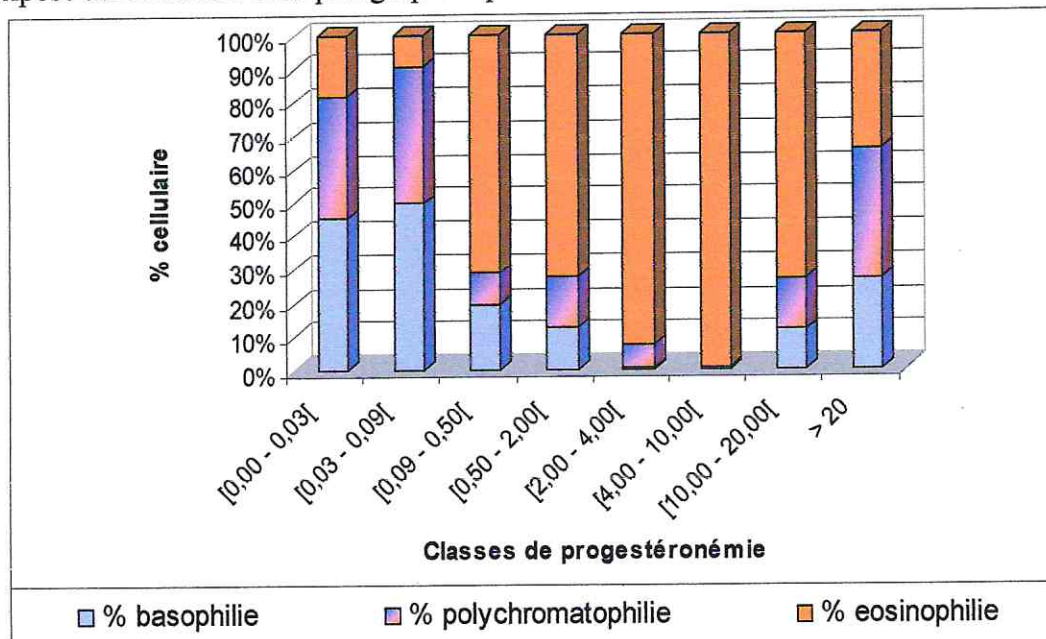 100%
90%
80%
70%
60%
50%
40%
30%
20%
10%
0%
% cellulaire
[0,00 - 0,03[
[0,03 - 0,09[
[0,09 - 0,50[
[0,50 - 2,00[
[2,00 - 4,00[
[4,00 - 10,00[
[10,00 - 20,00[
> 20
Classes de progestéronémie
% basophilie % polychromatophilie % eosinophilie